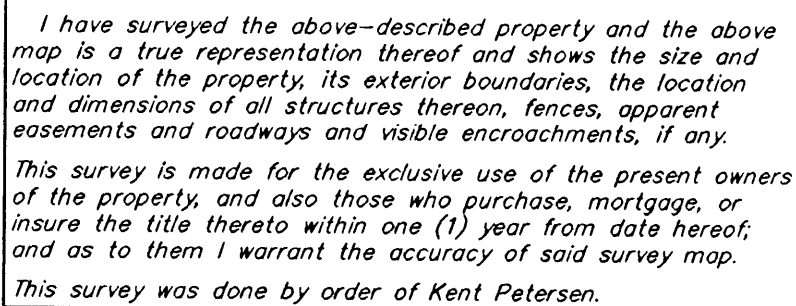 I have surveyed the above-described property and the above
map is a true representation thereof and shows the size and
location of the property, its exterior boundaries, the location
and dimensions of all structures thereon, fences, apparent
easements and roadways and visible encroachments, if any.
This survey is made for the exclusive use of the present owners
of the property, and also those who purchase, mortgage, or
insure the title thereto within one (1) year from date hereof;
and as to them I warrant the accuracy of said survey map.
This survey was done by order of Kent Petersen.